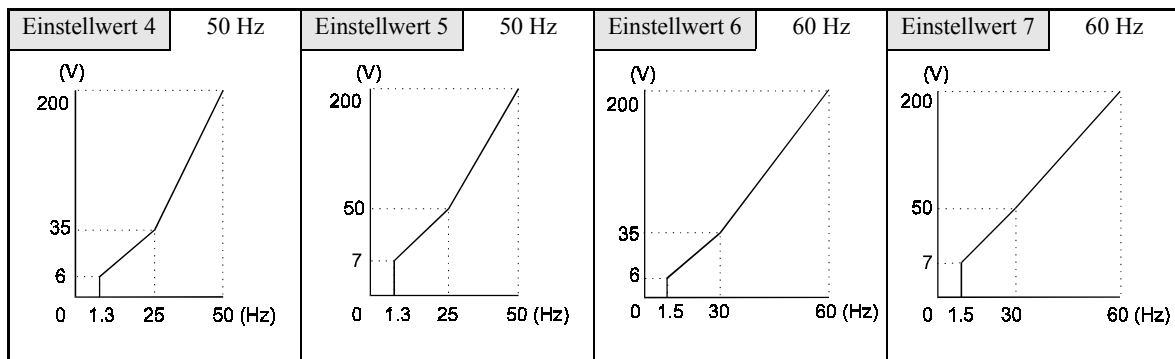 Einstellwert 4 50 Hz
(V)
200
35
6
0 1.3 25 50 (Hz)
Einstellwert 5 50 Hz
(V)
200
50
7
0 1.3 25 50 (Hz)
Einstellwert 6 60 Hz
(V)
200
35
6
0 1.5 30 60 (Hz)
Einstellwert 7 60 Hz
(V)
200
50
7
0 1.5 30 60 (Hz)